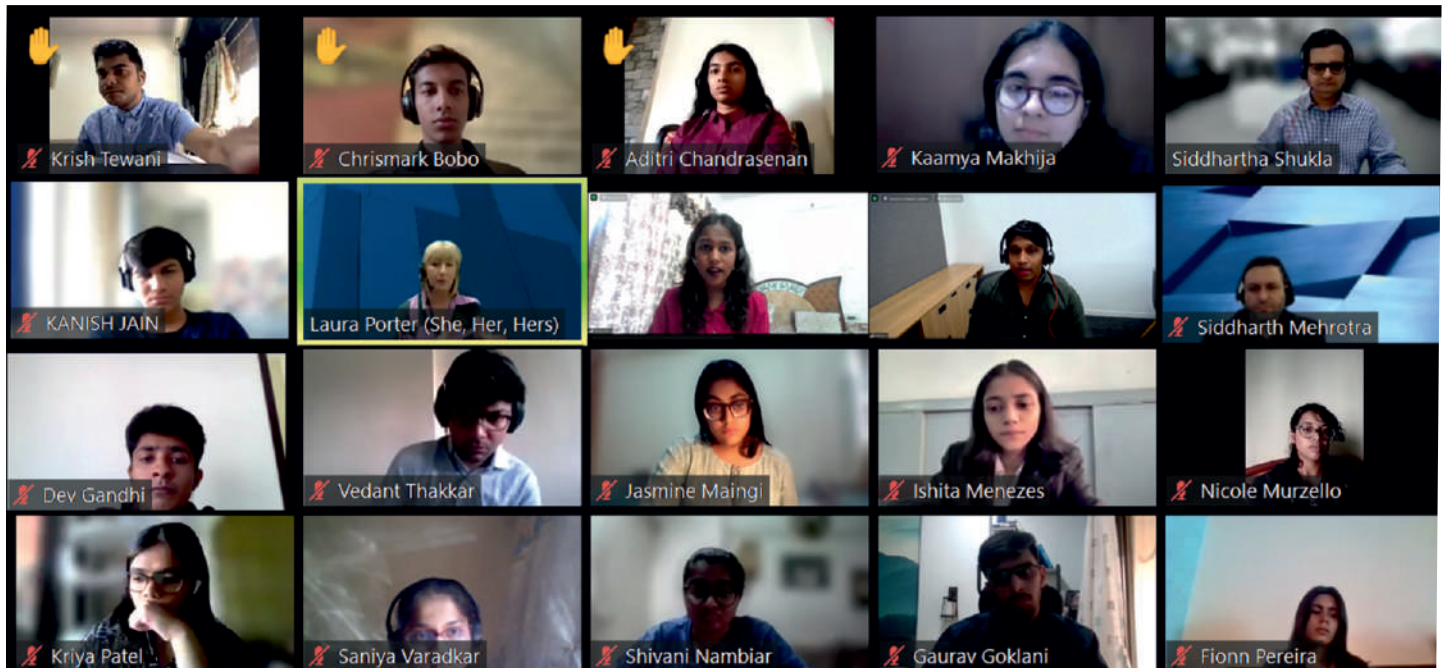 Krish Tewani
Chrismark Bobo
Aditri Chandrasenan
Kaamya Makhija
Siddhartha Shukla
KANISH JAIN
Laura Porter (She, Her, Hers)
Siddharth Mehrotra
Dev Gandhi
Vedant Thakkar
Jasmine Maingi
Ishita Menezes
Nicole Murzello
Kriya Patel
Saniya Varadkar
Shivani Nambiar
Gaurav Goklani
Fionn Pereira